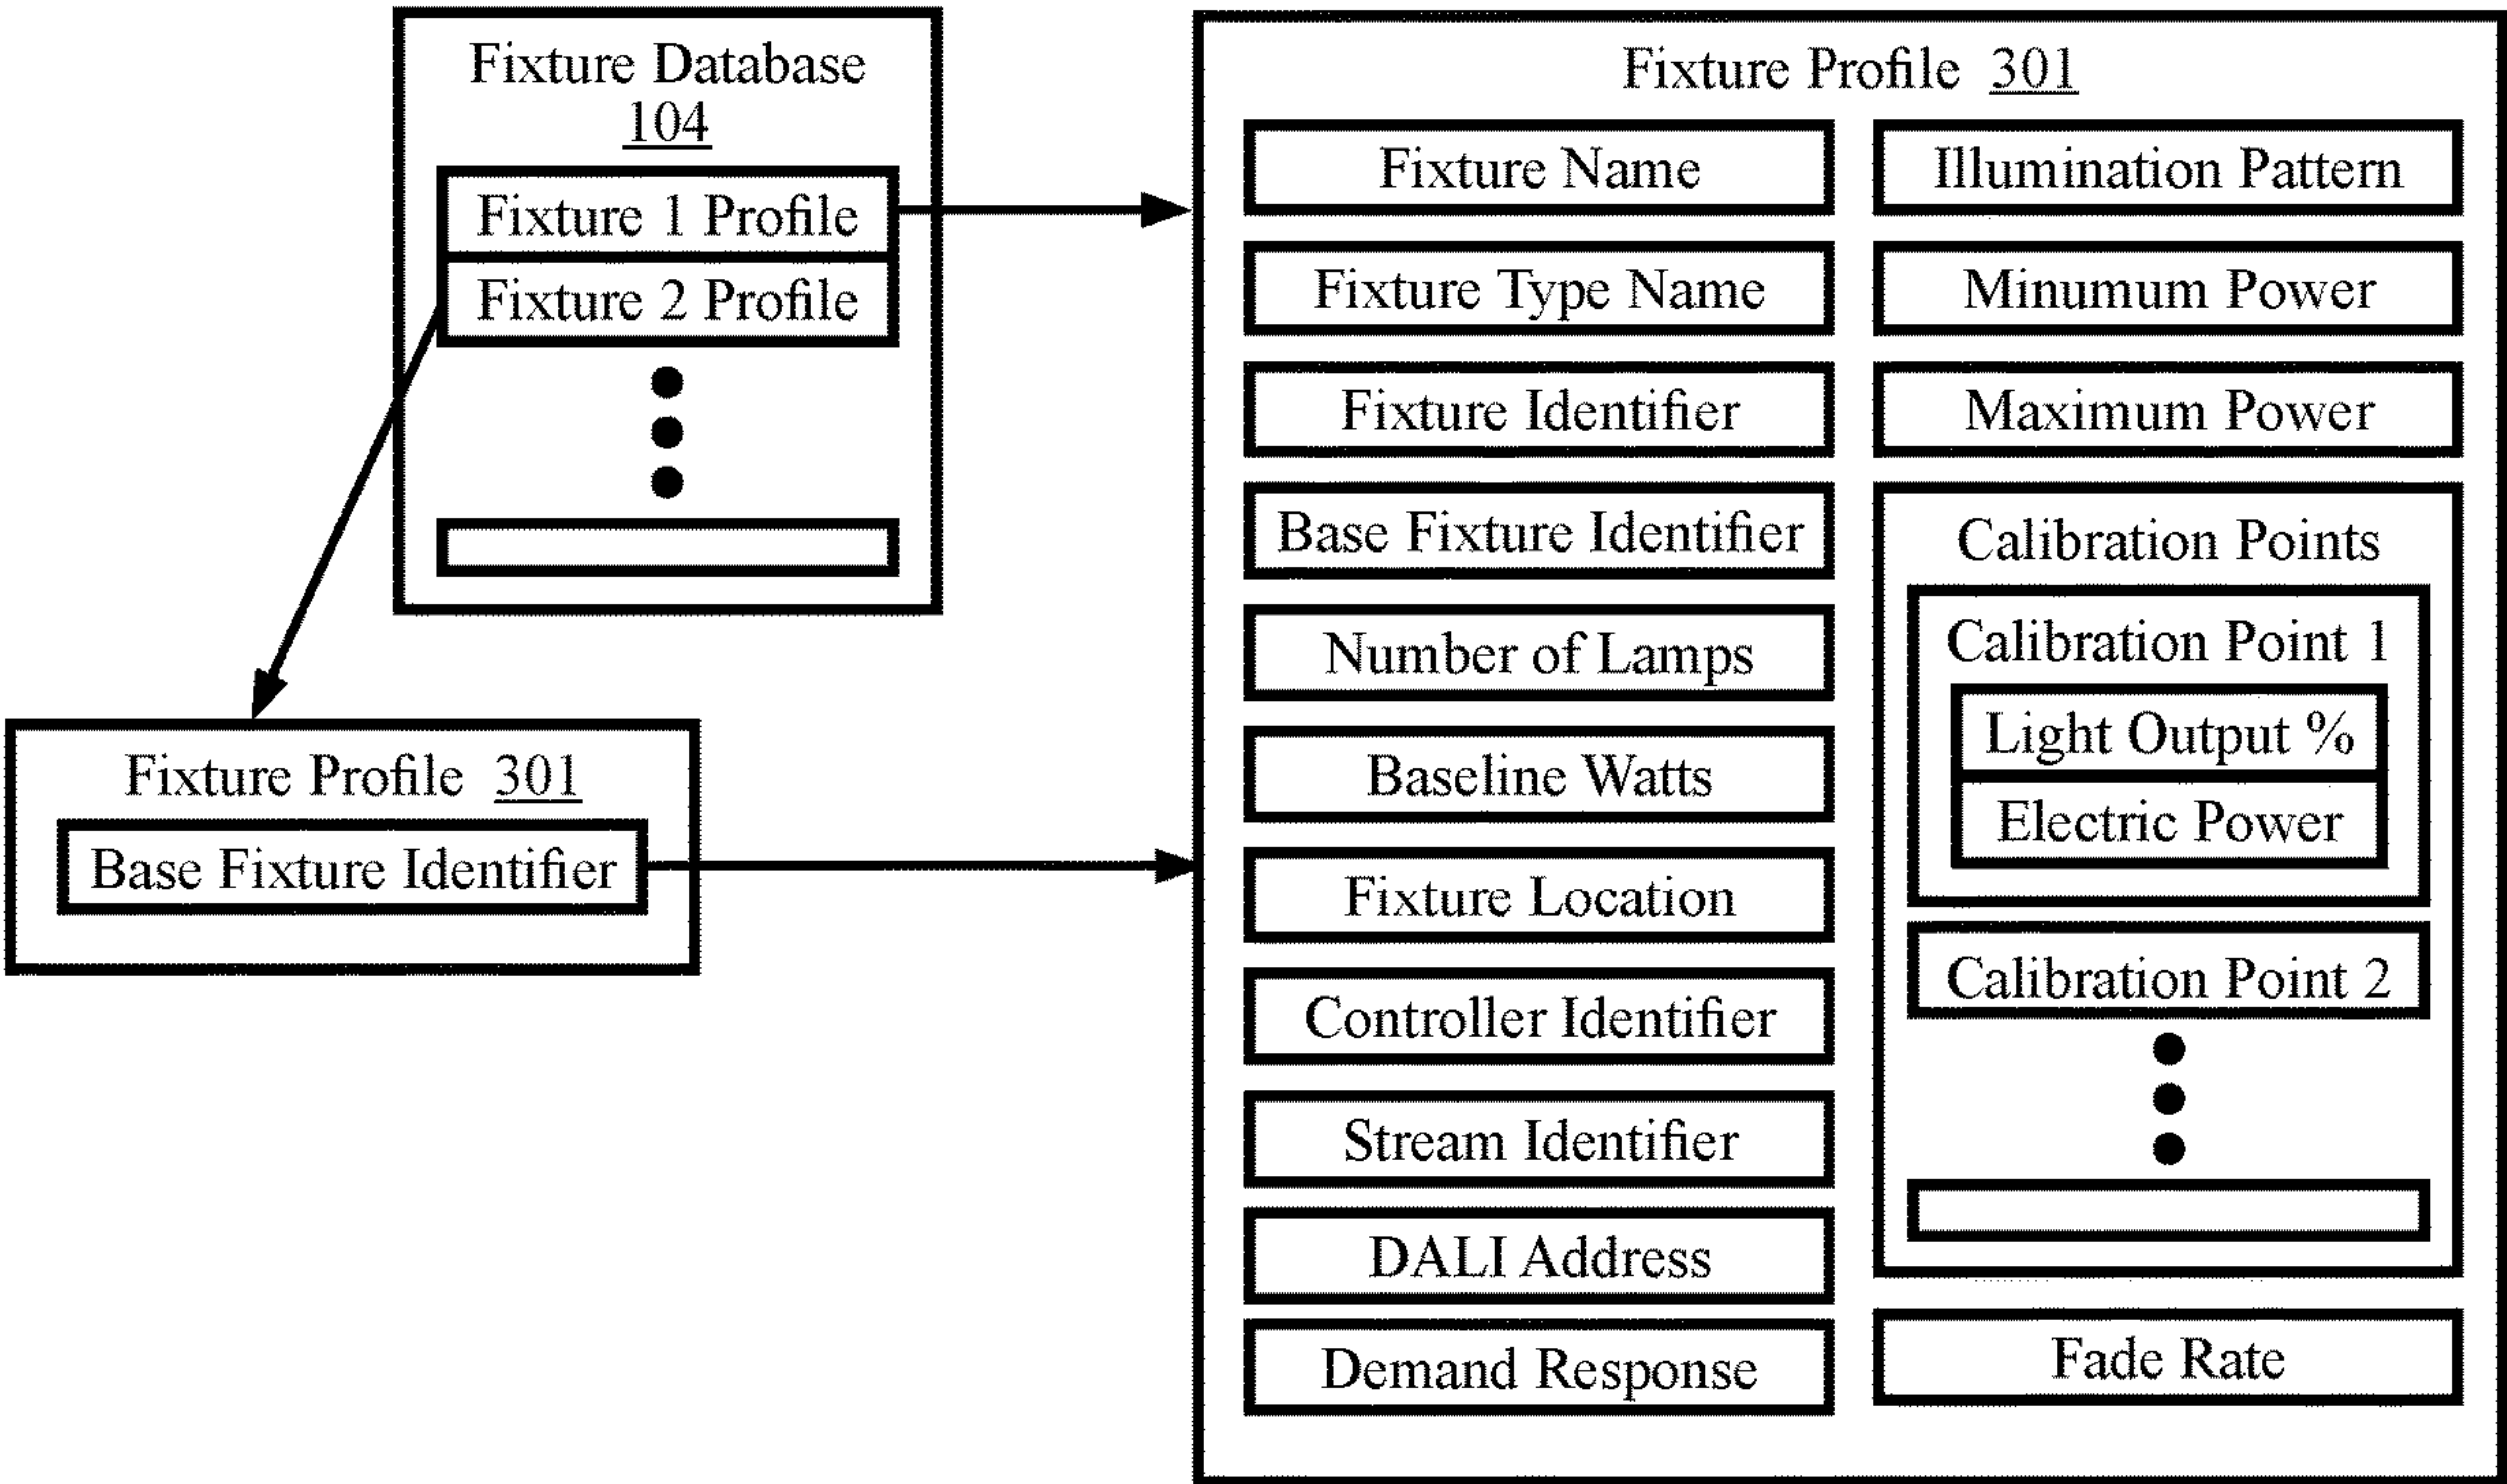 Fixture Database
104
Fixture 1 Profile
Fixture 2 Profile
Fixture Profile 301
Base Fixture Identifier
Fixture Profile 301
Fixture Name
Fixture Type Name
Fixture Identifier
Base Fixture Identifier
Number of Lamps
Baseline Watts
Fixture Location
Controller Identifier
Stream Identifier
DALI Address
Demand Response
Illumination Pattern
Minumum Power
Maximum Power
Calibration Points
Calibration Point 1
Light Output %
Electric Power
Calibration Point 2
Fade Rate